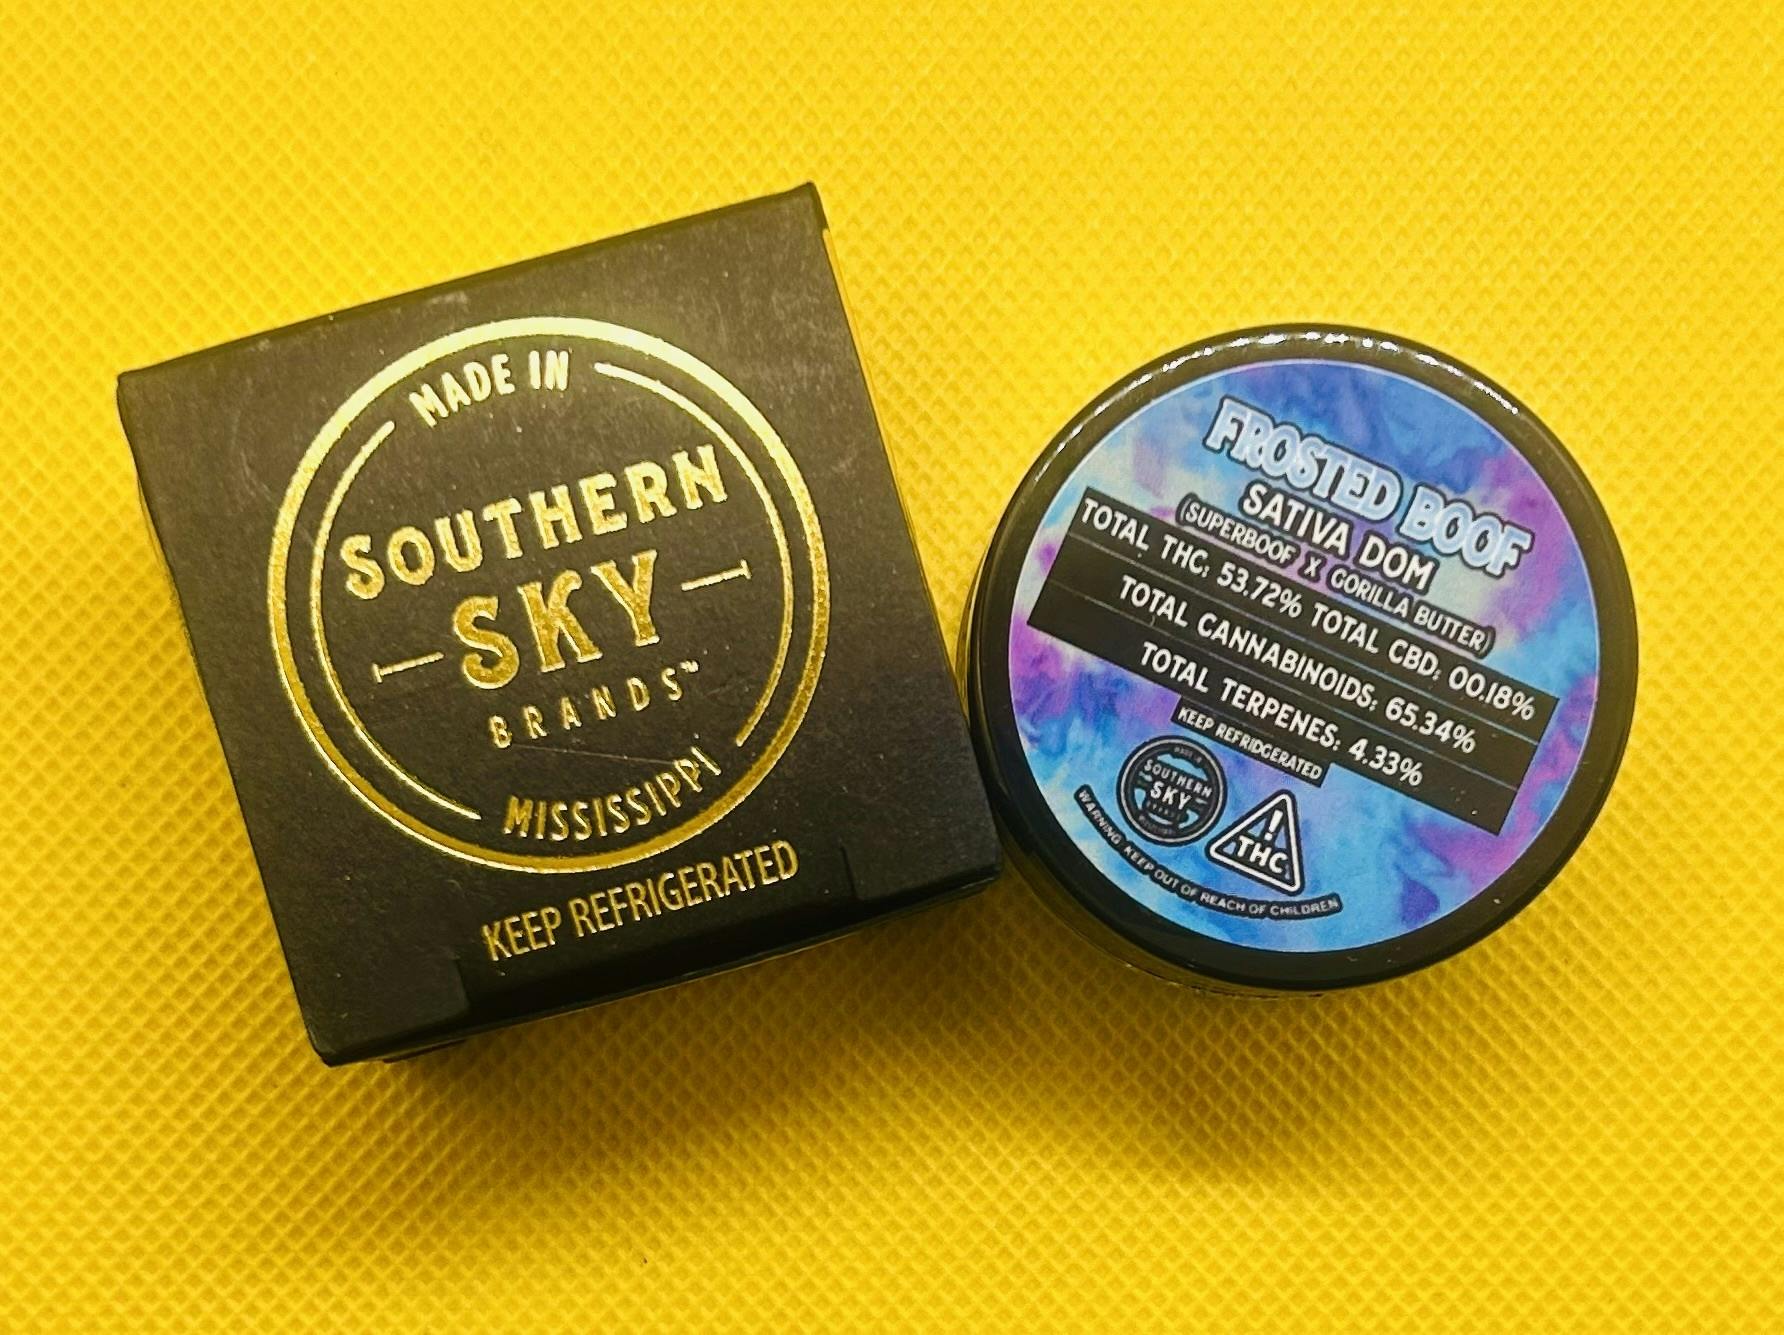 MADE IN
SOUTHERN
SKY
BRANDS™
MISSISSIPPI
KEEP REFRIGERATED
FROSTED BOOF
SATIVA DOM
(SUPERBOOF X GORILLA BUTTER)
TOTAL THC: 53.72% TOTAL CBD: 00.18%
TOTAL CANNABINOIDS: 65.34%
TOTAL TERPENES: 4.33%
KEEP REFRIDGERATED
SOUTHERN
SKY
!
THC
WARNING: KEEP OUT OF REACH OF CHILDREN